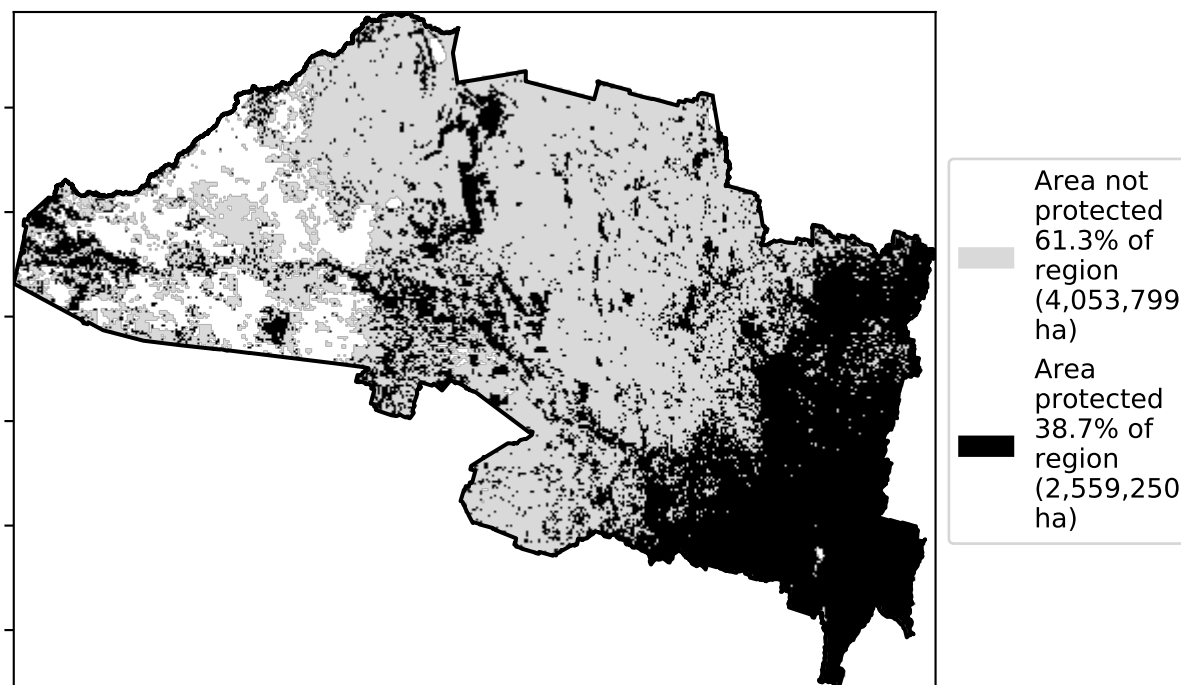 Area not
protected
61.3% of
region
(4,053,799
ha)
Area
protected
38.7% of
region
(2,559,250
ha)